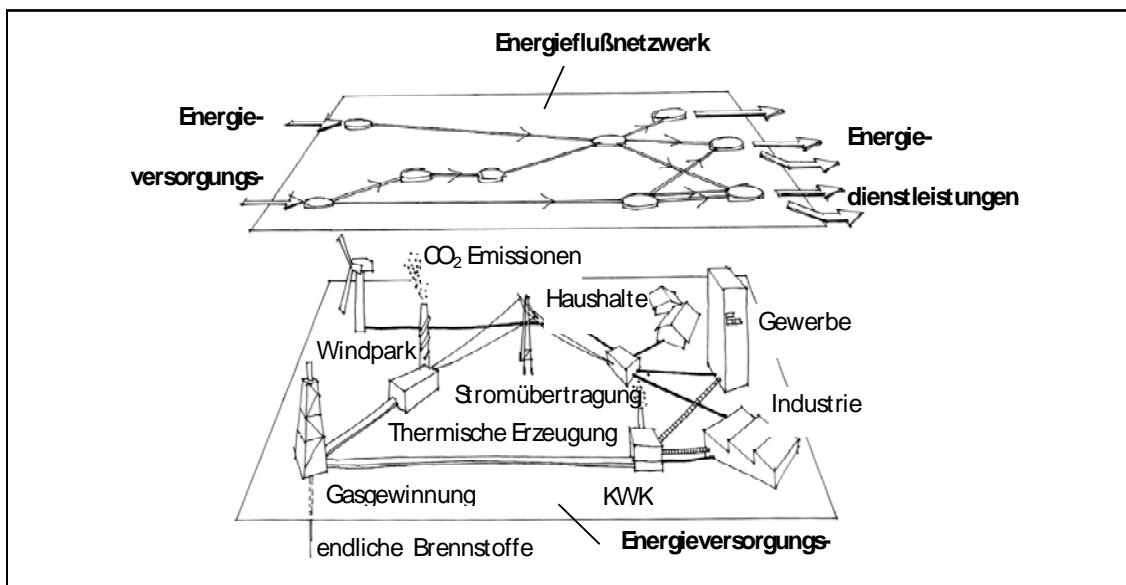 Energieflußnetzwerk
Energie-
Energie-
versorgungs-
dienstleistungen
CO₂ Emissionen
Haushalte
Gewerbe
Windpark
Stromübertragung
Industrie
Thermische Erzeugung
Gasgewinnung
KWK
endliche Brennstoffe
Energieversorgungs-